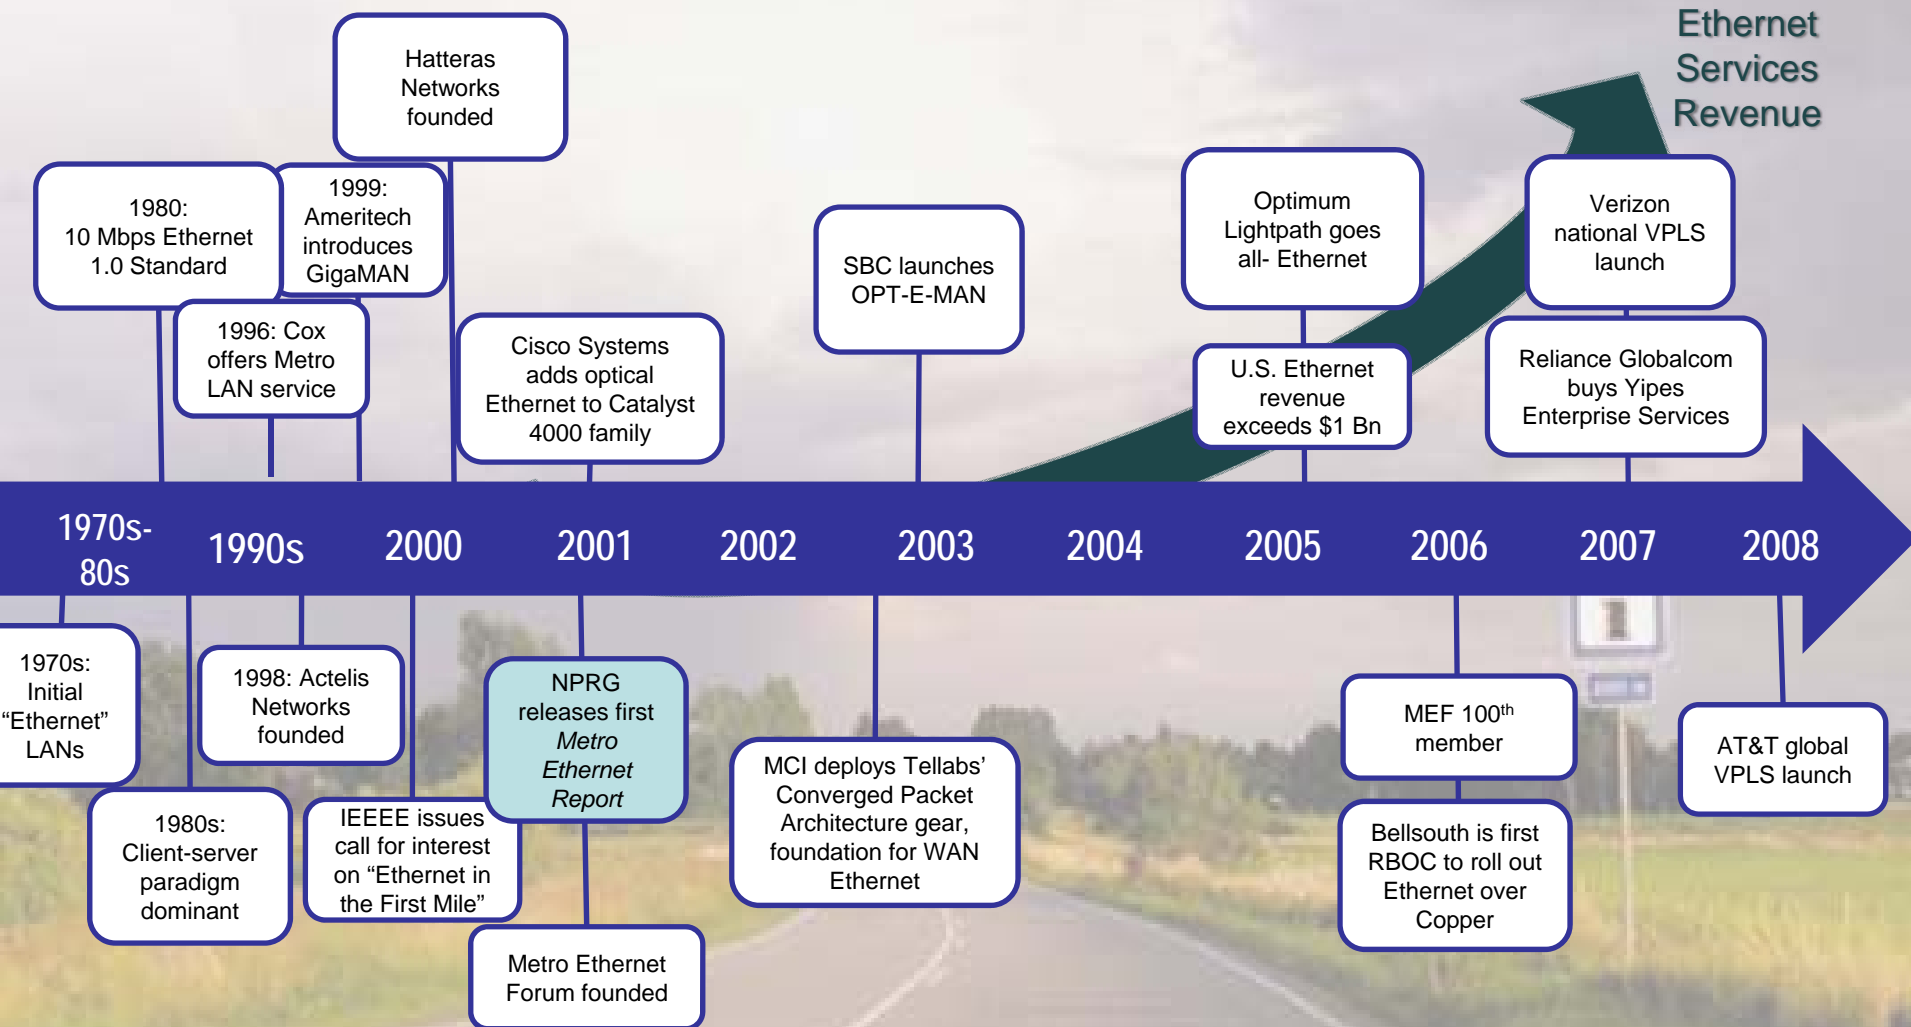 Ethernet
Services
Revenue
Hatteras
Networks
founded
1980:
10 Mbps Ethernet
1.0 Standard
1999:
Ameritech
introduces
GigaMAN
1996: Cox
offers Metro
LAN service
Cisco Systems
adds optical
Ethernet to Catalyst
4000 family
SBC launches
OPT-E-MAN
Optimum
Lightpath goes
all- Ethernet
U.S. Ethernet
revenue
exceeds $1 Bn
Verizon
national VPLS
launch
Reliance Globalcom
buys Yipes
Enterprise Services
1970s-
80s
1990s
2000
2001
2002
2003
2004
2005
2006
2007
2008
1970s:
Initial
“Ethernet”
LANs
1980s:
Client-server
paradigm
dominant
1998: Actelis
Networks
founded
IEEEE issues
call for interest
on “Ethernet in
the First Mile”
NPRG
releases first
Metro
Ethernet
Report
Metro Ethernet
Forum founded
MCI deploys Tellabs’
Converged Packet
Architecture gear,
foundation for WAN
Ethernet
MEF 100th
member
Bellsouth is first
RBOC to roll out
Ethernet over
Copper
AT&T global
VPLS launch
1